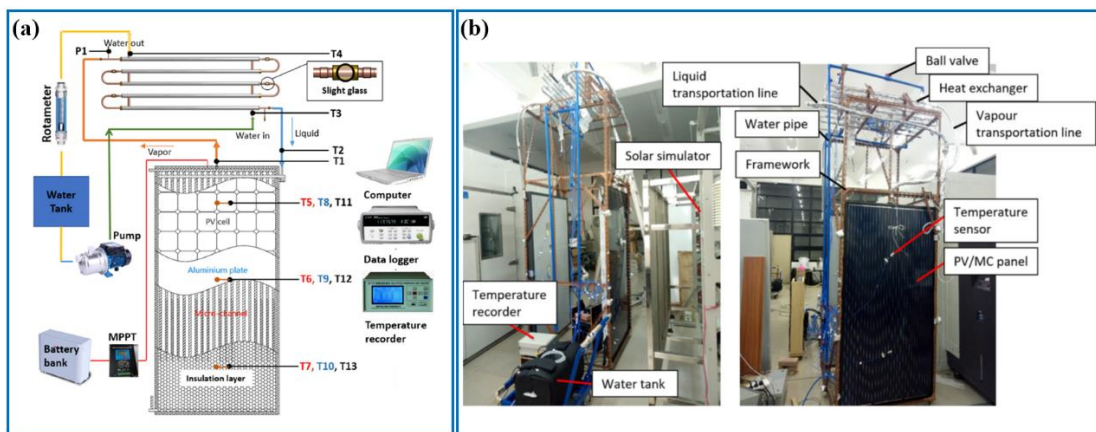 (a)
Water out
P1
T4
Slight glass
Rotameter
T3
Water in
Liquid
Vapor
T2
T1
Water
Tank
PV cell
T5, T8, T11
Computer
Pump
Data logger
Aluminium plate
T6, T9, T12
Micro-channel
Temperature
recorder
Battery
bank
MPPT
T7, T10, T13
Insulation layer
(b)
Liquid
transportation line
Water pipe
Solar simulator
Framework
Temperature
recorder
Water tank
Ball valve
Heat exchanger
Vapour
transportation line
Temperature
sensor
PV/MC panel